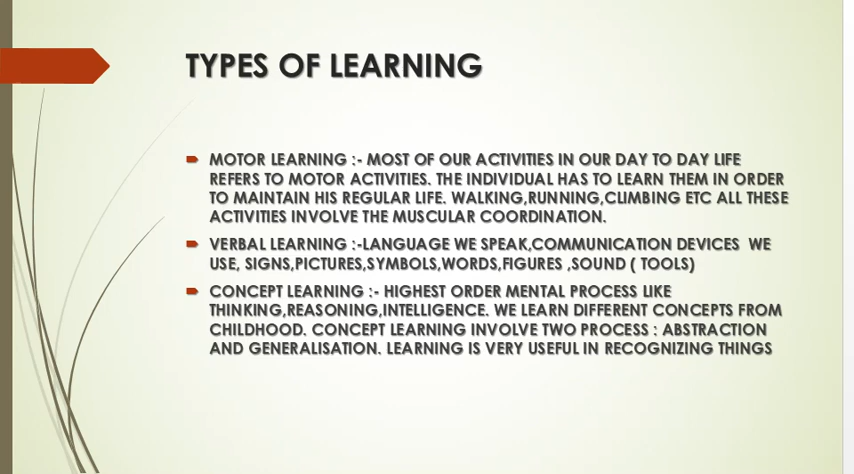 TYPES OF LEARNING
MOTOR LEARNING :- MOST OF OUR ACTIVITIES IN OUR DAY TO DAY LIFE
REFERS TO MOTOR ACTIVITIES. THE INDIVIDUAL HAS TO LEARN THEM IN ORDER
TO MAINTAIN HIS REGULAR LIFE. WALKING,RUNNING,CLIMBING ETC ALL THESE
ACTIVITIES INVOLVE THE MUSCULAR COORDINATION.
VERBAL LEARNING :-LANGUAGE WE SPEAK,COMMUNICATION DEVICES WE
USE, SIGNS,PICTURES,SYMBOLS,WORDS,FIGURES ,SOUND ( TOOLS)
CONCEPT LEARNING :- HIGHEST ORDER MENTAL PROCESS LIKE
THINKING,REASONING,INTELLIGENCE. WE LEARN DIFFERENT CONCEPTS FROM
CHILDHOOD. CONCEPT LEARNING INVOLVE TWO PROCESS : ABSTRACTION
AND GENERALISATION. LEARNING IS VERY USEFUL IN RECOGNIZING THINGS